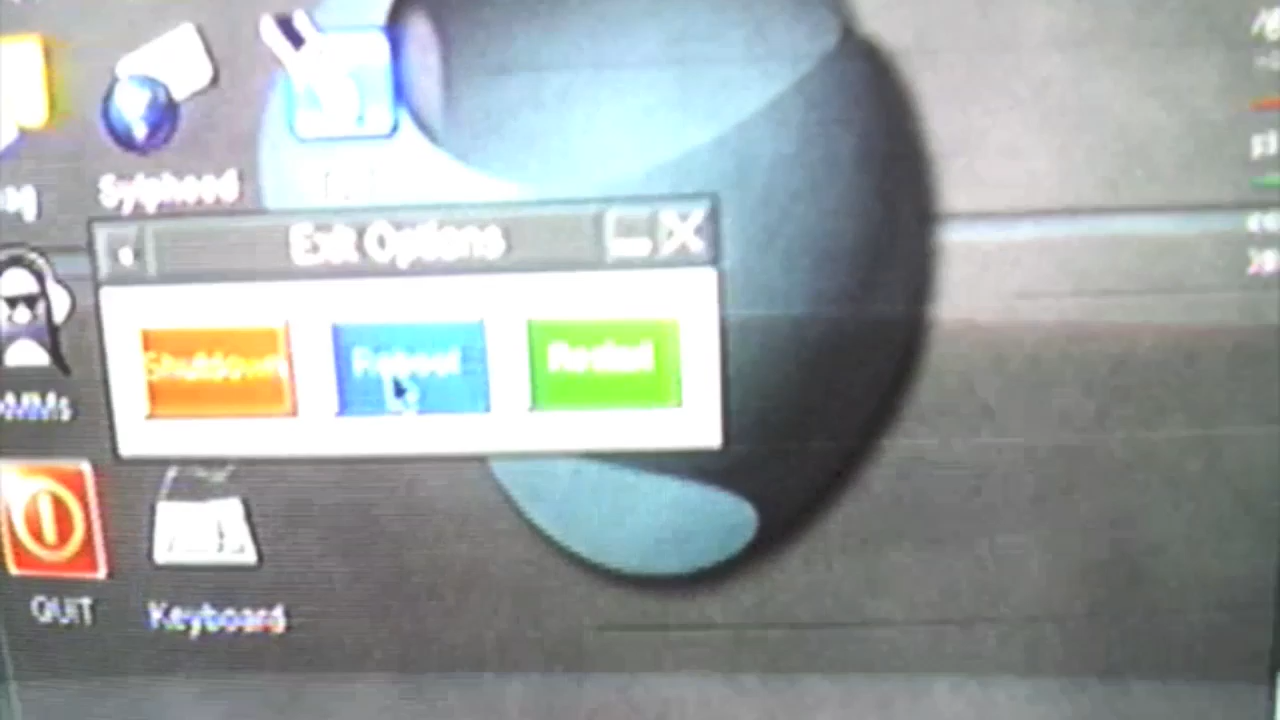 Sylpheed
Exit Options
Shutdown
Reboot
Restart
QUIT
Keyboard